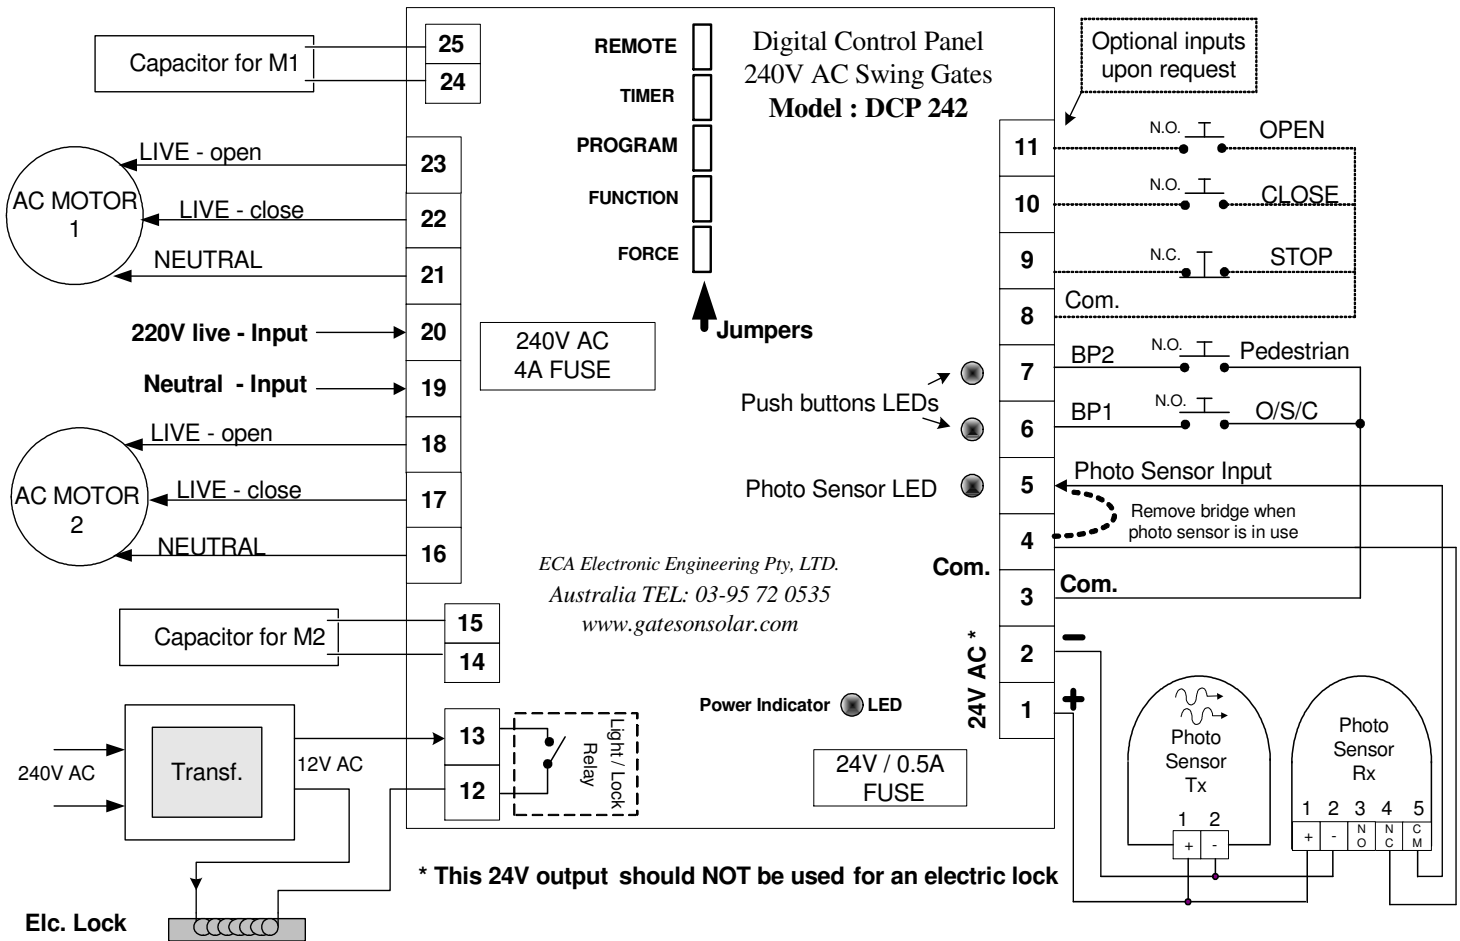 Digital Control Panel
240V AC Swing Gates
Model : DCP 242
REMOTE
TIMER
PROGRAM
FUNCTION
FORCE
Jumpers
Capacitor for M1
25
24
AC MOTOR
1
LIVE - open
23
LIVE - close
22
NEUTRAL
21
220V live - Input
20
Neutral - Input
19
240V AC
4A FUSE
AC MOTOR
2
LIVE - open
18
LIVE - close
17
NEUTRAL
16
Capacitor for M2
15
14
240V AC
Transf.
12V AC
13
12
Light / Lock
Relay
Elc. Lock
ECA Electronic Engineering Pty, LTD.
Australia TEL: 03-95 72 0535
www.gatesonsolar.com
Power Indicator
LED
24V / 0.5A
FUSE
* This 24V output should NOT be used for an electric lock
Push buttons LEDs
Photo Sensor LED
Optional inputs
upon request
11
N.O.
OPEN
10
N.O.
CLOSE
9
N.C.
STOP
8
Com.
7
BP2
N.O.
Pedestrian
6
BP1
N.O.
O/S/C
5
Photo Sensor Input
Remove bridge when
photo sensor is in use
4
Com.
3
Com.
24V AC *
2
−
1
+
Photo
Sensor
Tx
1 2
+ -
Photo
Sensor
Rx
1 2 3 4 5
+ - NO NC CM